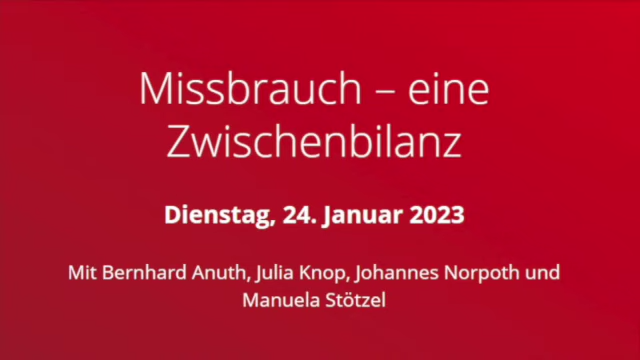 Missbrauch – eine
Zwischenbilanz
Dienstag, 24. Januar 2023
Mit Bernhard Anuth, Julia Knop, Johannes Norpoth und
Manuela Stötzel